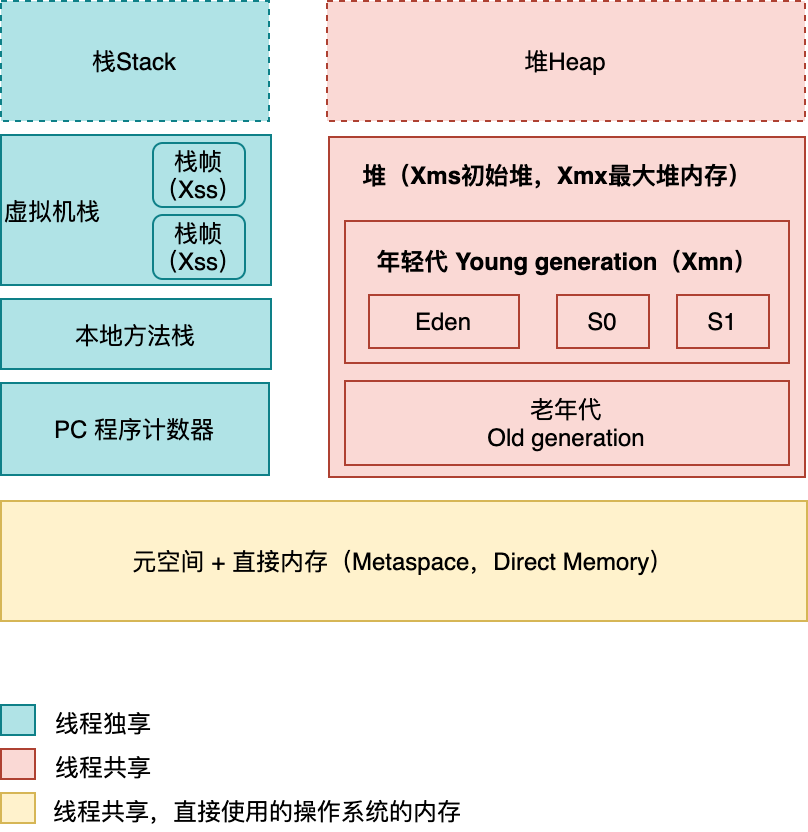 栈Stack
堆Heap
虚拟机栈
栈帧
（Xss）
栈帧
（Xss）
本地方法栈
PC 程序计数器
堆（Xms初始堆，Xmx最大堆内存）
年轻代 Young generation（Xmn）
Eden
S0
S1
老年代
Old generation
元空间 + 直接内存（Metaspace，Direct Memory）
线程独享
线程共享
线程共享，直接使用的操作系统的内存